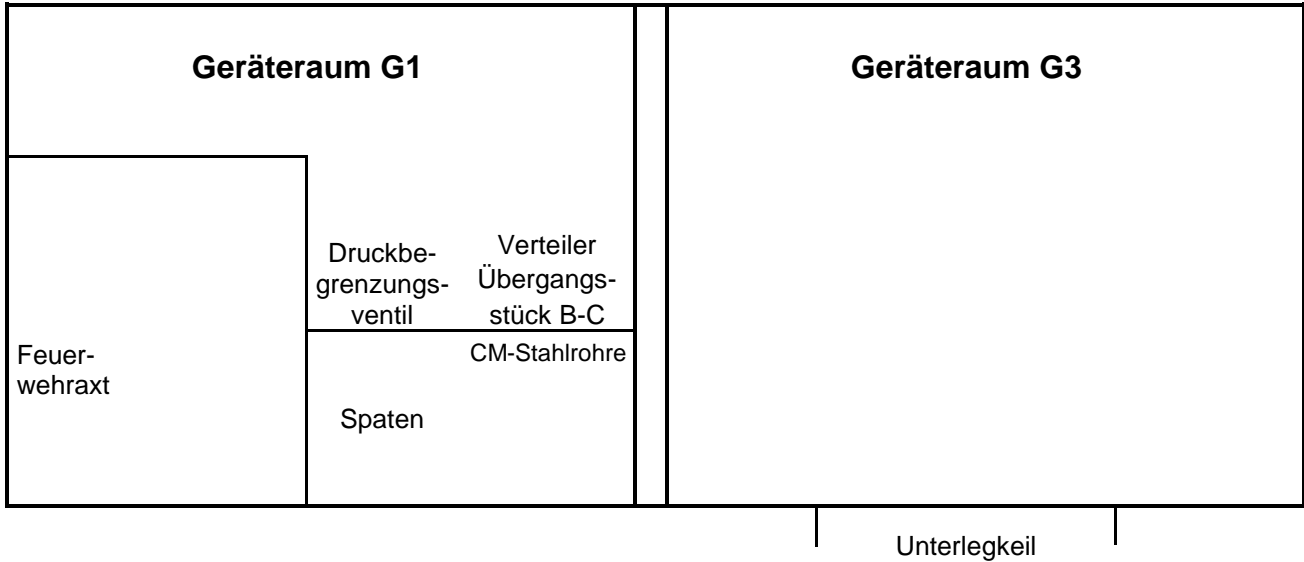 Geräteraum G1
Geräteraum G3
Druckbe-
grenzungs-
ventil
Verteiler
Übergangs-
stück B-C
Feuer-
wehraxt
CM-Stahlrohre
Spaten
Unterlegkeil